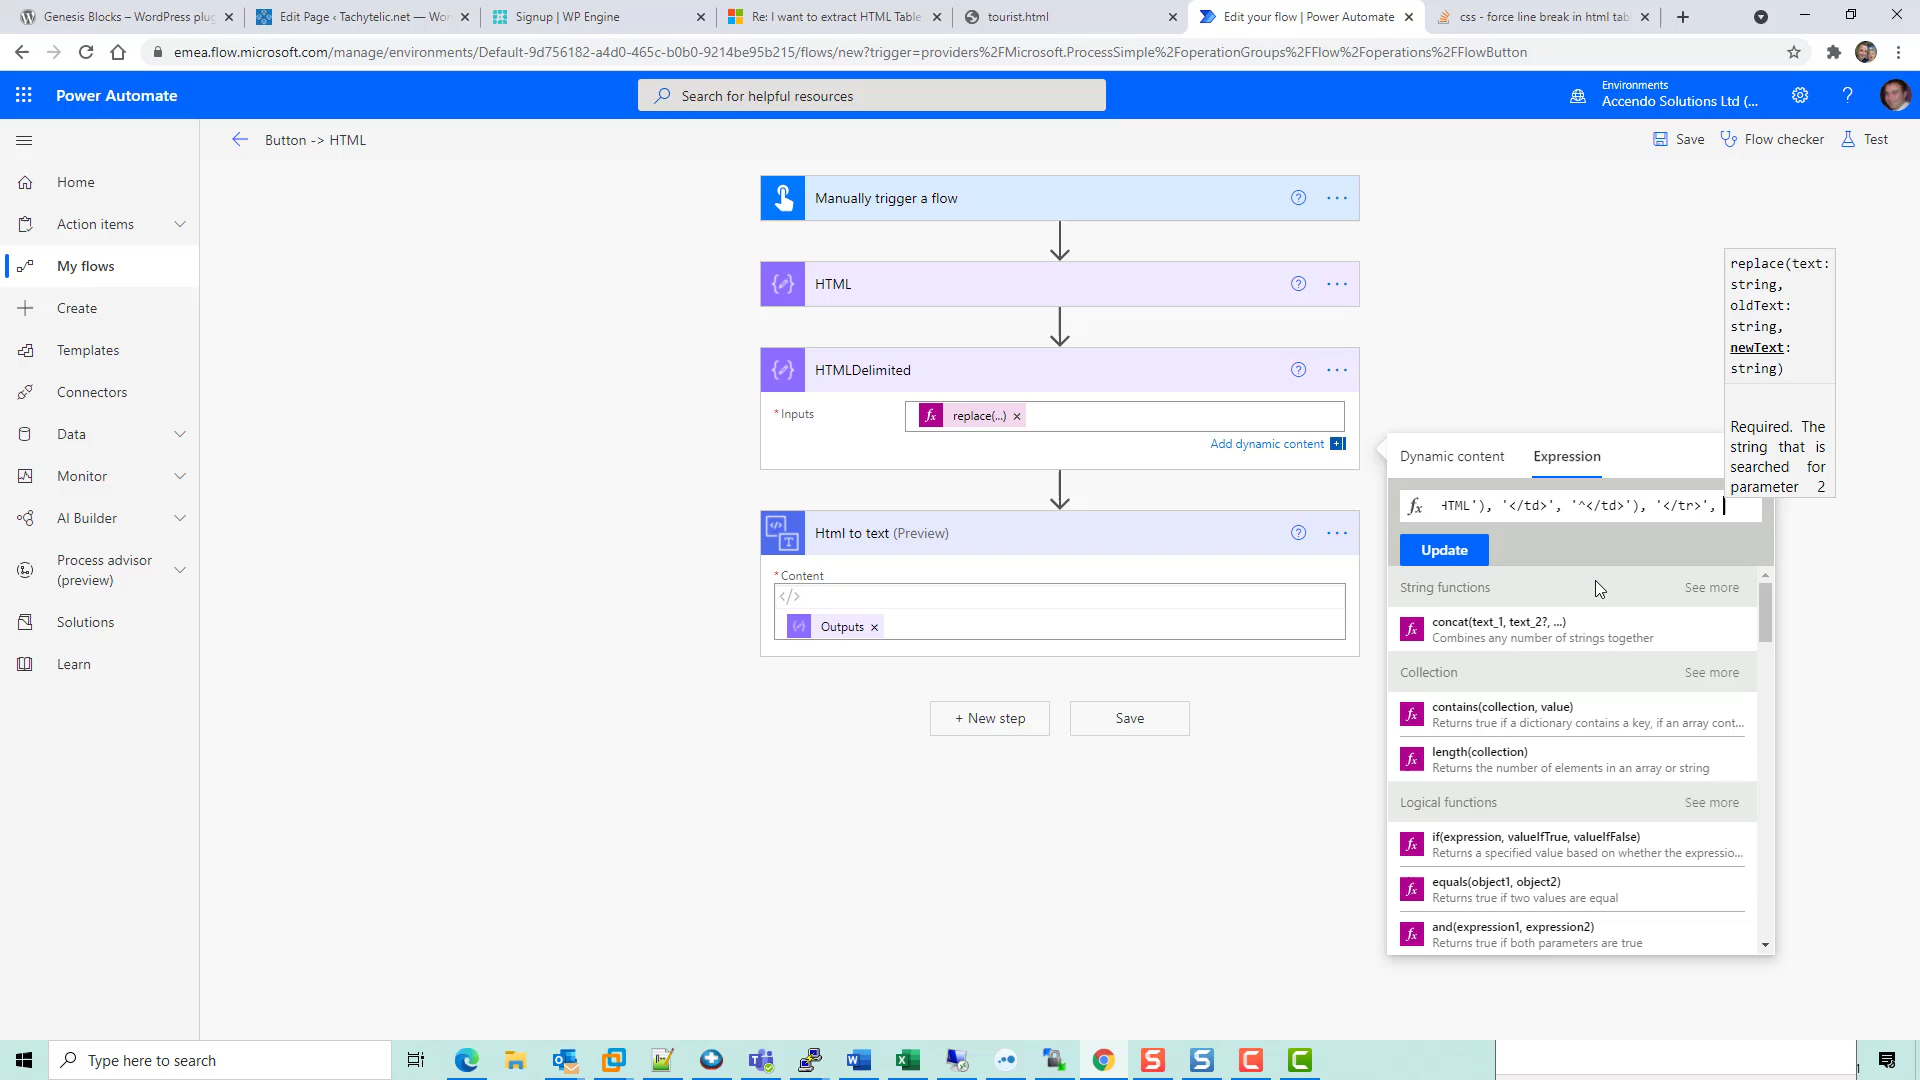 Genesis Blocks – WordPress plug
Edit Page ‹ Tachytelic.net — Wor
Signup | WP Engine
Re: I want to extract HTML Table
tourist.html
Edit your flow | Power Automate
css - force line break in html tab
emea.flow.microsoft.com/manage/environments/Default-9d756182-a4d0-465c-b0b0-9214be95b215/flows/new?trigger=providers%2FMicrosoft.ProcessSimple%2FoperationGroups%2FFlow%2Foperations%2FFlowButton
Power Automate
Search for helpful resources
Environments
Accendo Solutions Ltd (...
Button -> HTML
Save
Flow checker
Test
Home
Action items
My flows
Create
Templates
Connectors
Data
Monitor
AI Builder
Process advisor
(preview)
Solutions
Learn
Manually trigger a flow
HTML
HTMLDelimited
* Inputs
replace(...) ×
Add dynamic content
Html to text (Preview)
* Content
</>
Outputs ×
+ New step
Save
replace(text:
string,
oldText:
string,
newText:
string)
Required. The
string that is
searched for
parameter 2
Dynamic content
Expression
fx HTML'), '</td>', '^</td>'), '</tr>',
Update
String functions
See more
fx concat(text_1, text_2?, ...)
Combines any number of strings together
Collection
See more
fx contains(collection, value)
Returns true if a dictionary contains a key, if an array cont...
fx length(collection)
Returns the number of elements in an array or string
Logical functions
See more
fx if(expression, valueIfTrue, valueIfFalse)
Returns a specified value based on whether the expressio...
fx equals(object1, object2)
Returns true if two values are equal
fx and(expression1, expression2)
Returns true if both parameters are true
Type here to search